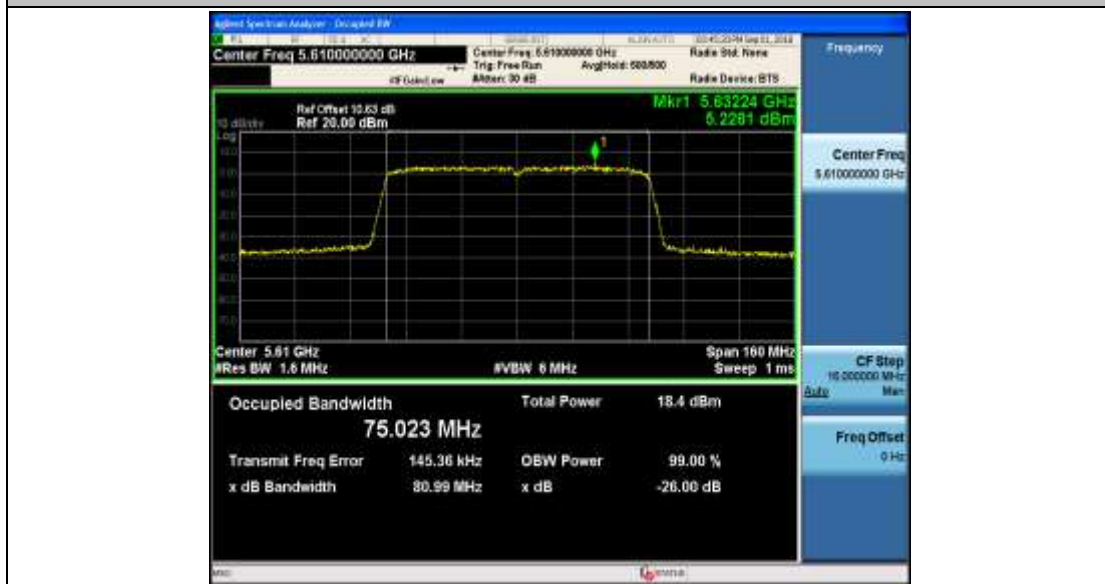 Agilent Spectrum Analyzer - Occupied BW
Center Freq 5.610000000 GHz
Center Freq: 5.610000000 GHz
Radio Std: None
Trig: Free Run
Avg|Hold: 500/500
#IFGain:Low
#Atten: 30 dB
Radio Device: BTS
Frequency
Ref Offset 10.63 dB
Mkr1 5.63224 GHz
10 dB/div
Ref 20.00 dBm
5.2281 dBm
Log
1
Center Freq
5.610000000 GHz
Center 5.61 GHz
Span 160 MHz
#Res BW 1.6 MHz
#VBW 6 MHz
Sweep 1 ms
CF Step
16.000000 MHz
Auto
Man
Occupied Bandwidth
Total Power
18.4 dBm
75.023 MHz
Freq Offset
0 Hz
Transmit Freq Error
145.36 kHz
OBW Power
99.00 %
x dB Bandwidth
80.99 MHz
x dB
-26.00 dB
MSG
STATUS